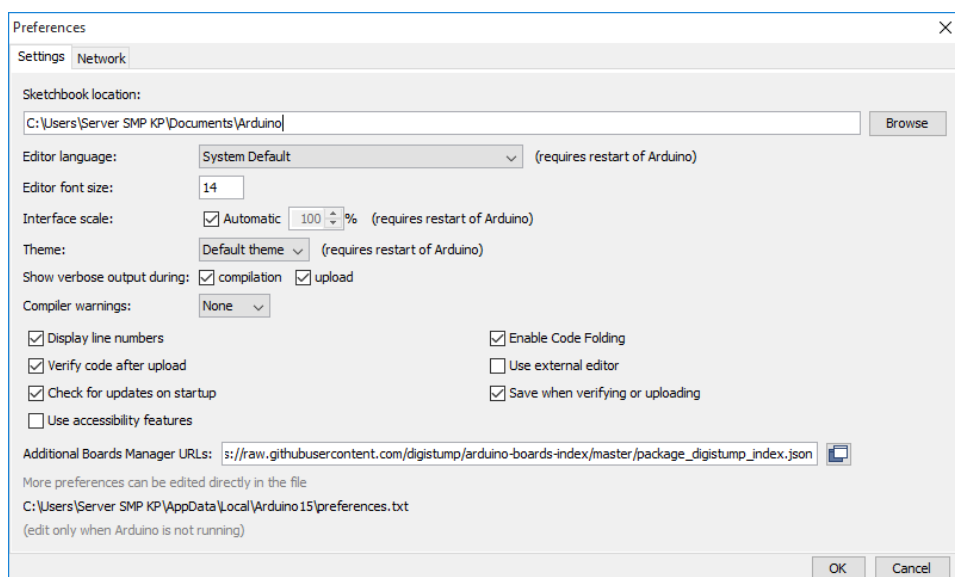 Preferences
Settings Network
Sketchbook location:
C:\Users\Server SMP KP\Documents\Arduino Browse
Editor language: System Default (requires restart of Arduino)
Editor font size: 14
Interface scale: Automatic 100 % (requires restart of Arduino)
Theme: Default theme (requires restart of Arduino)
Show verbose output during: compilation upload
Compiler warnings: None
Display line numbers Enable Code Folding
Verify code after upload Use external editor
Check for updates on startup Save when verifying or uploading
Use accessibility features
Additional Boards Manager URLs: s://raw.githubusercontent.com/digistump/arduino-boards-index/master/package_digistump_index.json
More preferences can be edited directly in the file
C:\Users\Server SMP KP\AppData\Local\Arduino15\preferences.txt
(edit only when Arduino is not running)
OK Cancel